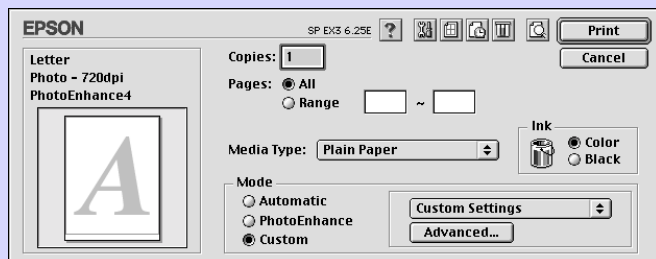 EPSON
SP EX3 6.25E
?
Print
Cancel
Letter
Photo - 720dpi
PhotoEnhance4
A
Copies: 1
Pages: All
Range ~
Media Type: Plain Paper
Ink
Color
Black
Mode
Automatic
PhotoEnhance
Custom
Custom Settings
Advanced...